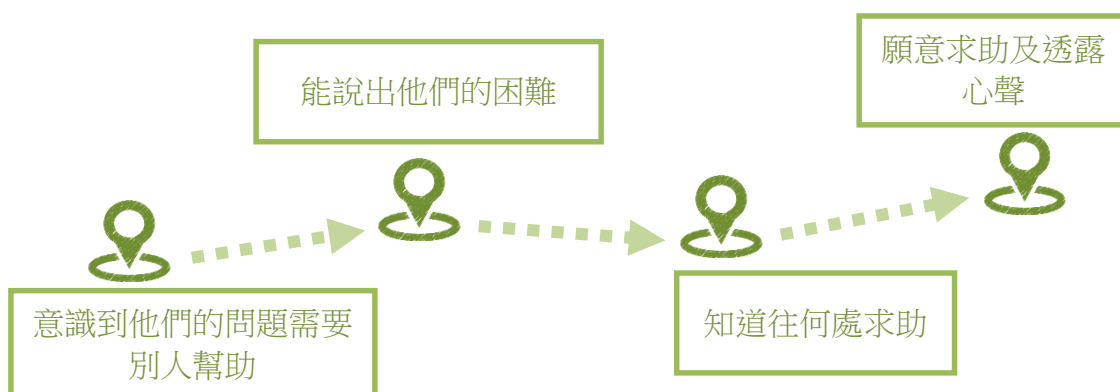 意識到他們的問題需要
別人幫助
能說出他們的困難
知道往何處求助
願意求助及透露
心聲